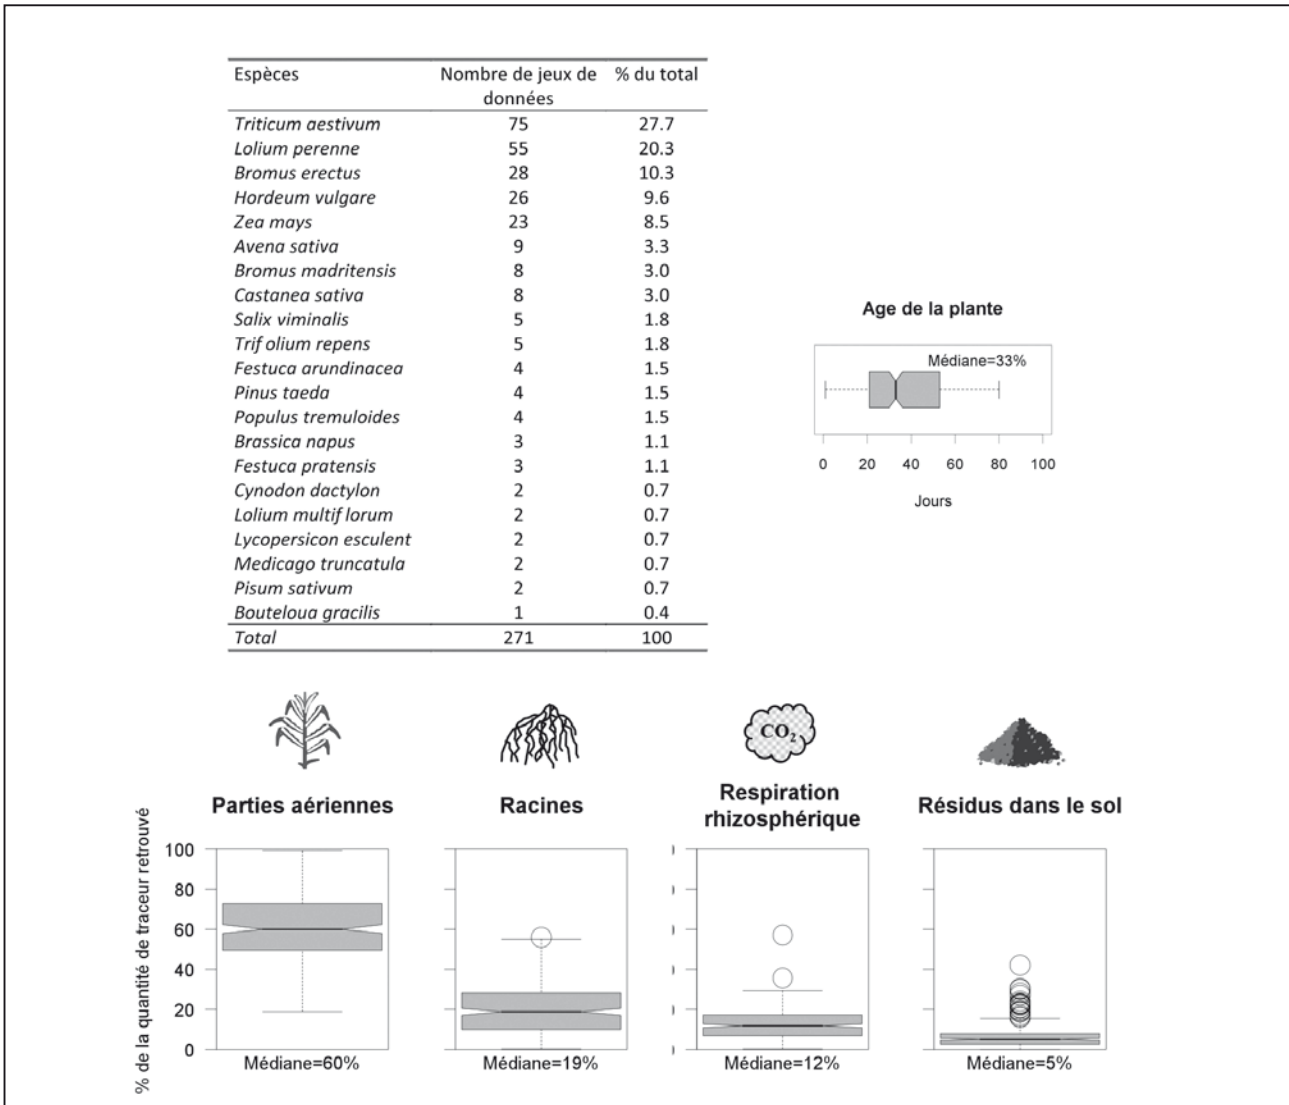 Espèces Nombre de jeux de données % du total
Triticum aestivum 75 27.7
Lolium perenne 55 20.3
Bromus erectus 28 10.3
Hordeum vulgare 26 9.6
Zea mays 23 8.5
Avena sativa 9 3.3
Bromus madritensis 8 3.0
Castanea sativa 8 3.0
Salix viminalis 5 1.8
Trif olium repens 5 1.8
Festuca arundinacea 4 1.5
Pinus taeda 4 1.5
Populus tremuloides 4 1.5
Brassica napus 3 1.1
Festuca pratensis 3 1.1
Cynodon dactylon 2 0.7
Lolium multif lorum 2 0.7
Lycopersicon esculent 2 0.7
Medicago truncatula 2 0.7
Pisum sativum 2 0.7
Bouteloua gracilis 1 0.4
Total 271 100
Age de la plante
Médiane=33%
0 20 40 60 80 100
Jours
CO2
Parties aériennes
Racines
Respiration
rhizosphérique
Résidus dans le sol
% de la quantité de traceur retrouvé
100
80
60
40
20
0
Médiane=60%
Médiane=19%
Médiane=12%
Médiane=5%